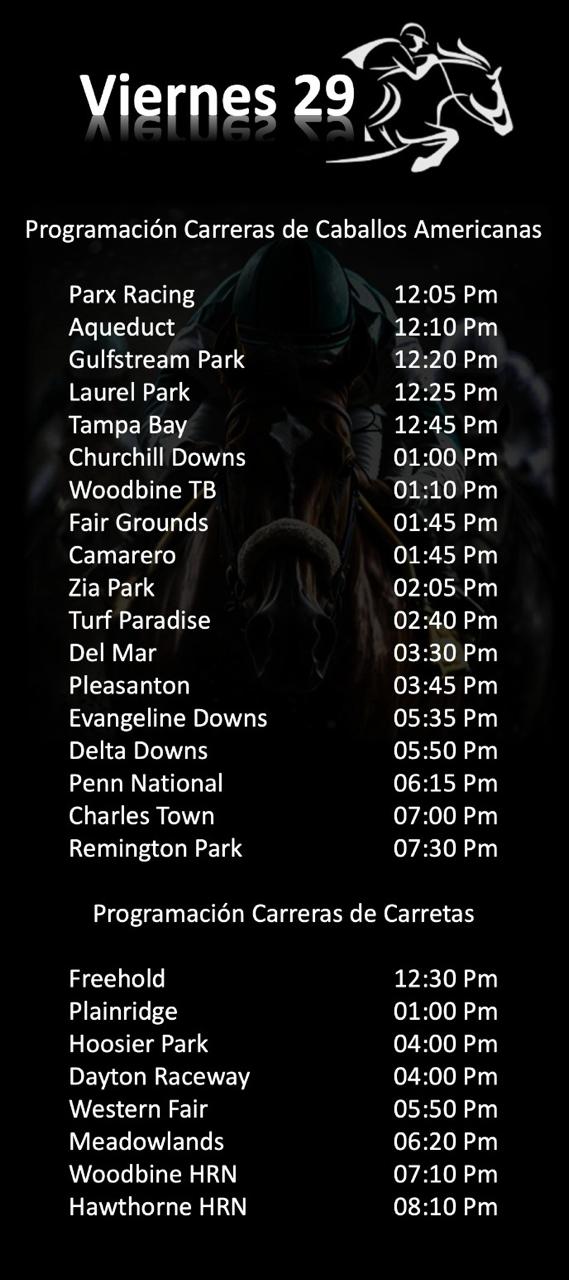 Viernes 29
Programación Carreras de Caballos Americanas
Parx Racing 12:05 Pm
Aqueduct 12:10 Pm
Gulfstream Park 12:20 Pm
Laurel Park 12:25 Pm
Tampa Bay 12:45 Pm
Churchill Downs 01:00 Pm
Woodbine TB 01:10 Pm
Fair Grounds 01:45 Pm
Camarero 01:45 Pm
Zia Park 02:05 Pm
Turf Paradise 02:40 Pm
Del Mar 03:30 Pm
Pleasanton 03:45 Pm
Evangeline Downs 05:35 Pm
Delta Downs 05:50 Pm
Penn National 06:15 Pm
Charles Town 07:00 Pm
Remington Park 07:30 Pm
Programación Carreras de Carretas
Freehold 12:30 Pm
Plainridge 01:00 Pm
Hoosier Park 04:00 Pm
Dayton Raceway 04:00 Pm
Western Fair 05:50 Pm
Meadowlands 06:20 Pm
Woodbine HRN 07:10 Pm
Hawthorne HRN 08:10 Pm